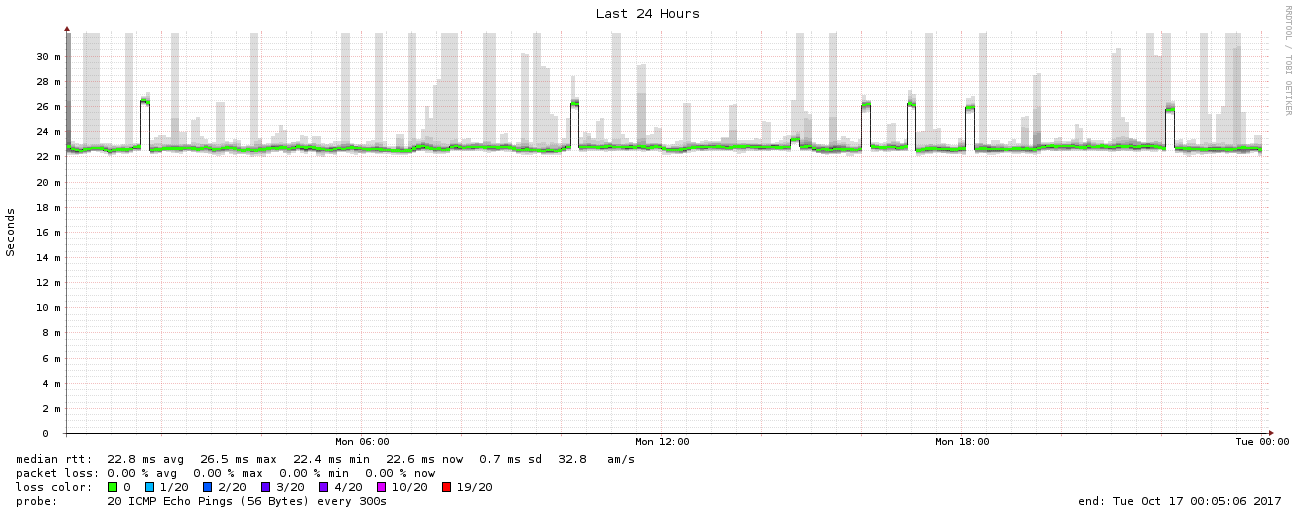 Last 24 Hours
RRDTOOL / TOBI OETIKER
Seconds
30 m
28 m
26 m
24 m
22 m
20 m
18 m
16 m
14 m
12 m
10 m
8 m
6 m
4 m
2 m
0
Mon 06:00 Mon 12:00 Mon 18:00 Tue 00:00
median rtt: 22.8 ms avg 26.5 ms max 22.4 ms min 22.6 ms now 0.7 ms sd 32.8 am/s
packet loss: 0.00 % avg 0.00 % max 0.00 % min 0.00 % now
loss color: 0 1/20 2/20 3/20 4/20 10/20 19/20
probe: 20 ICMP Echo Pings (56 Bytes) every 300s end: Tue Oct 17 00:05:06 2017